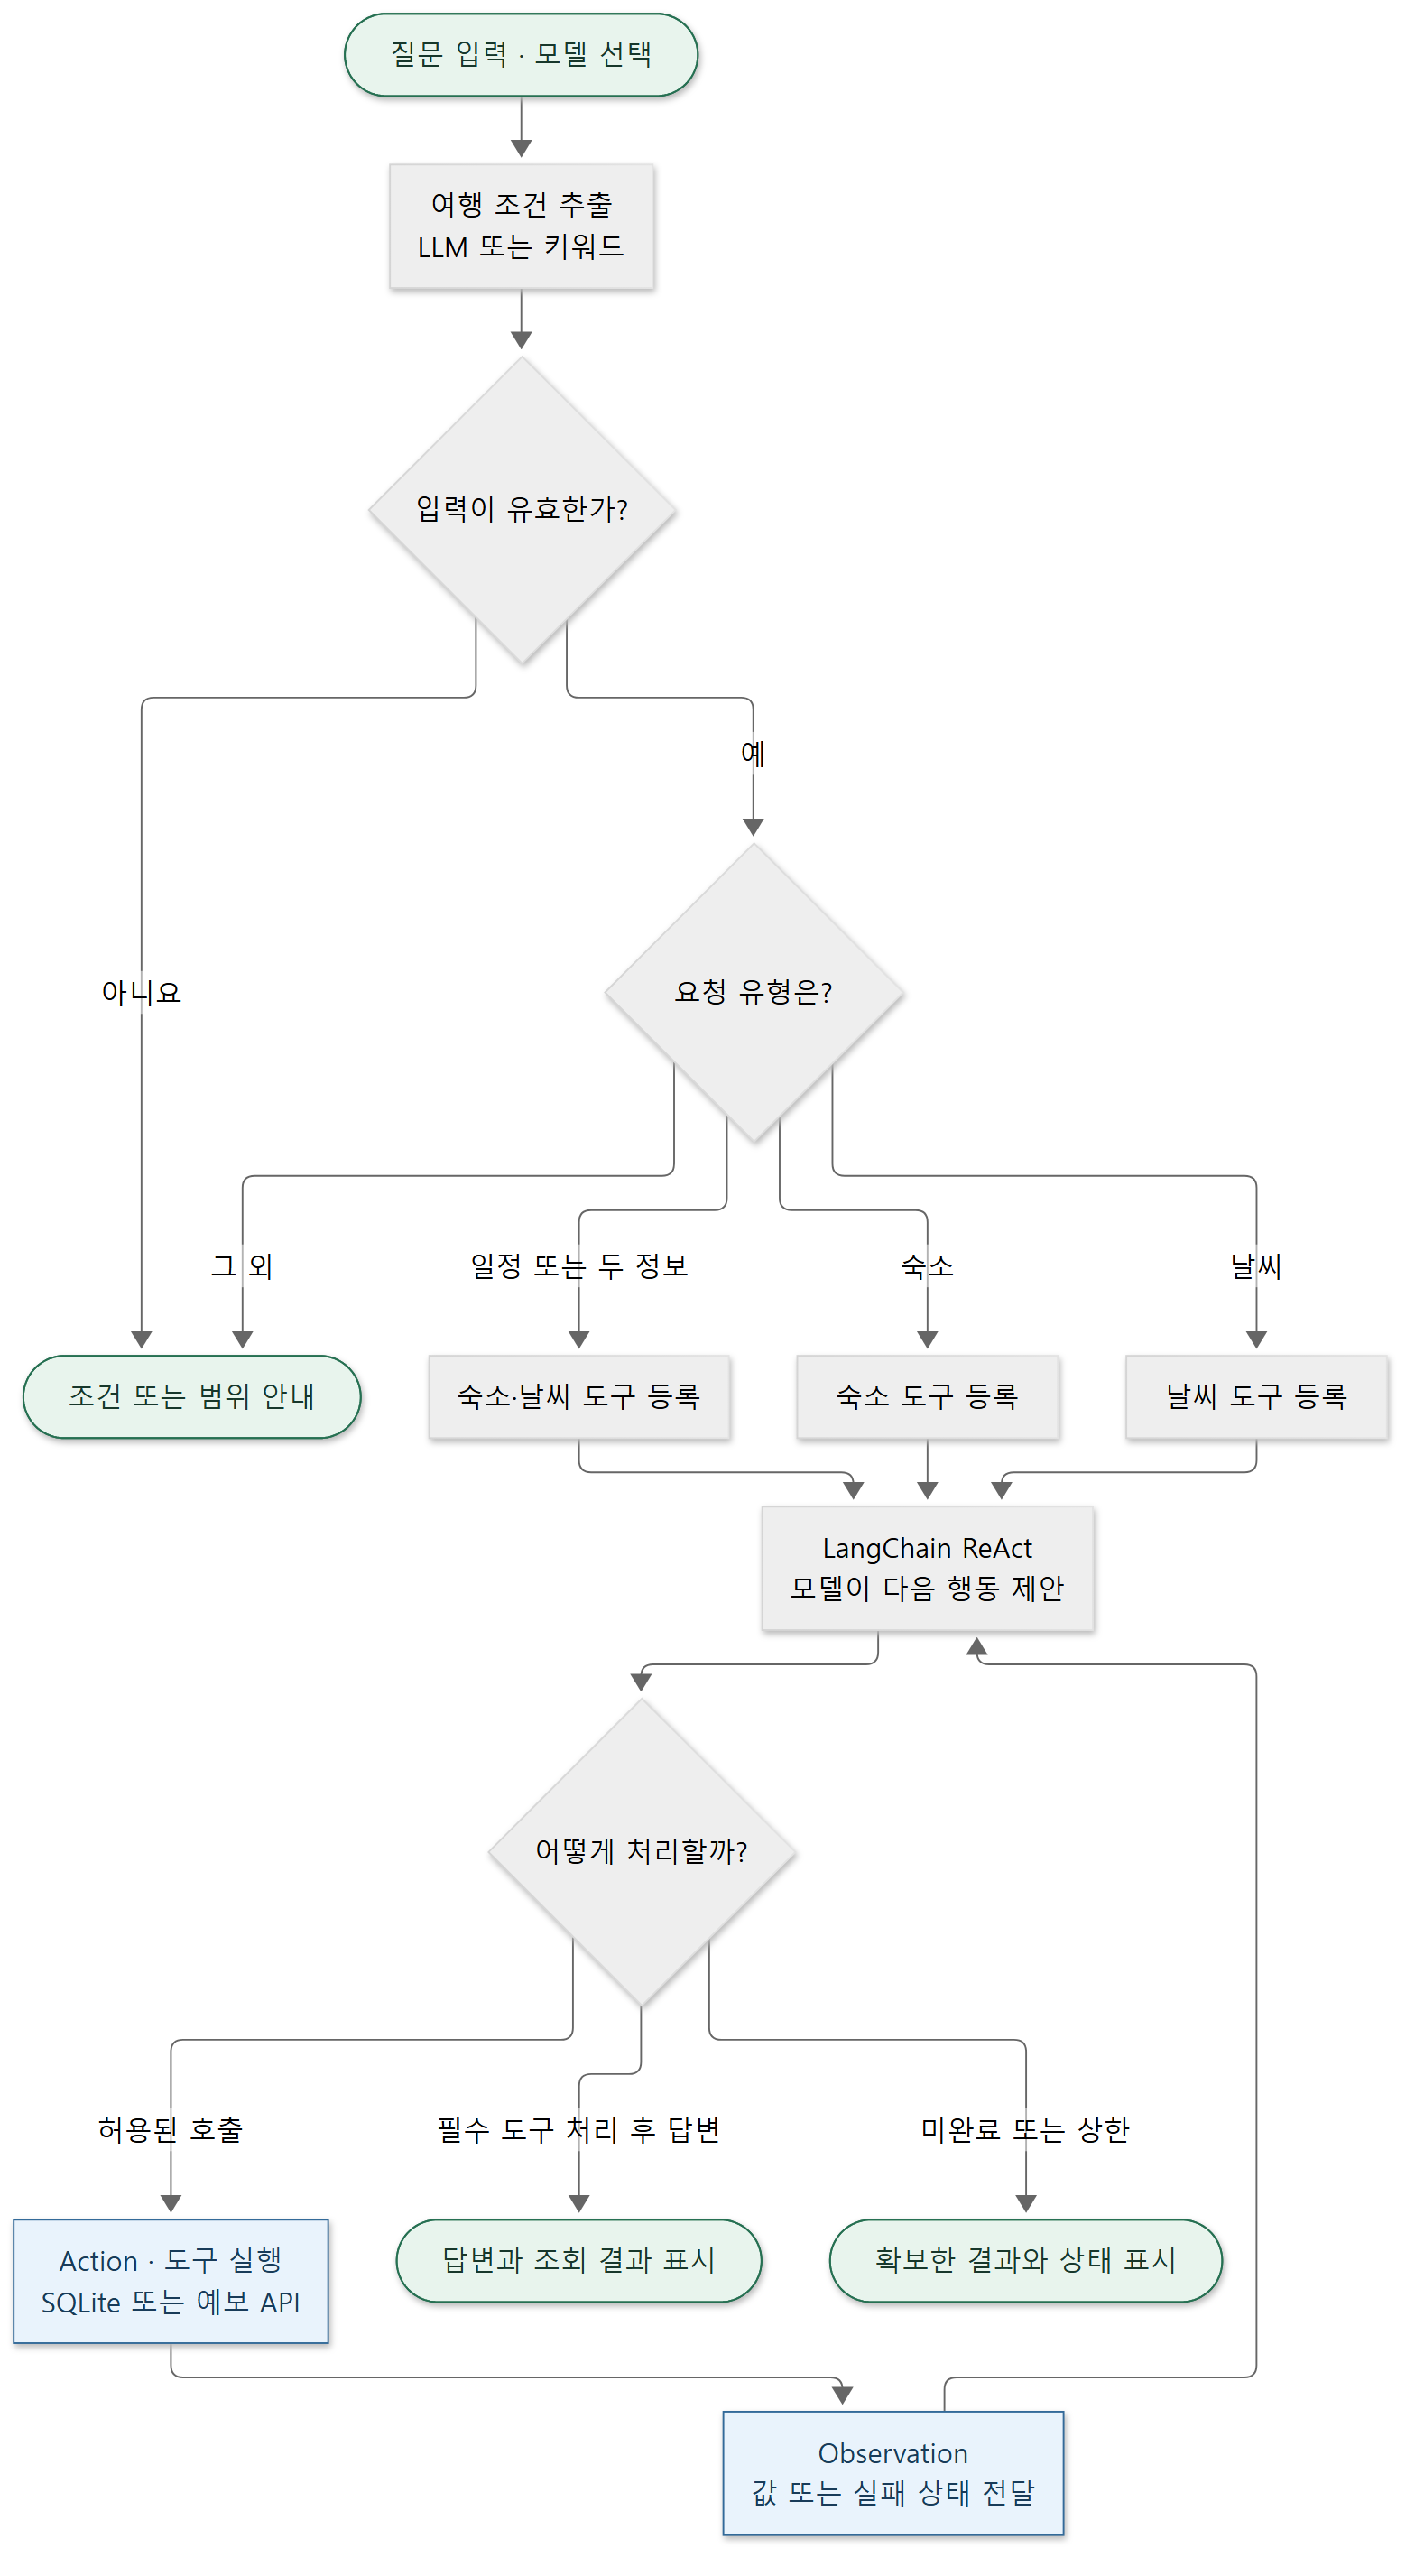 질문 입력 · 모델 선택
여행 조건 추출
LLM 또는 키워드
입력이 유효한가?
예
아니요
요청 유형은?
그 외
일정 또는 두 정보
숙소
날씨
조건 또는 범위 안내
숙소·날씨 도구 등록
숙소 도구 등록
날씨 도구 등록
LangChain ReAct
모델이 다음 행동 제안
어떻게 처리할까?
허용된 호출
필수 도구 처리 후 답변
미완료 또는 상한
Action · 도구 실행
SQLite 또는 예보 API
답변과 조회 결과 표시
확보한 결과와 상태 표시
Observation
값 또는 실패 상태 전달